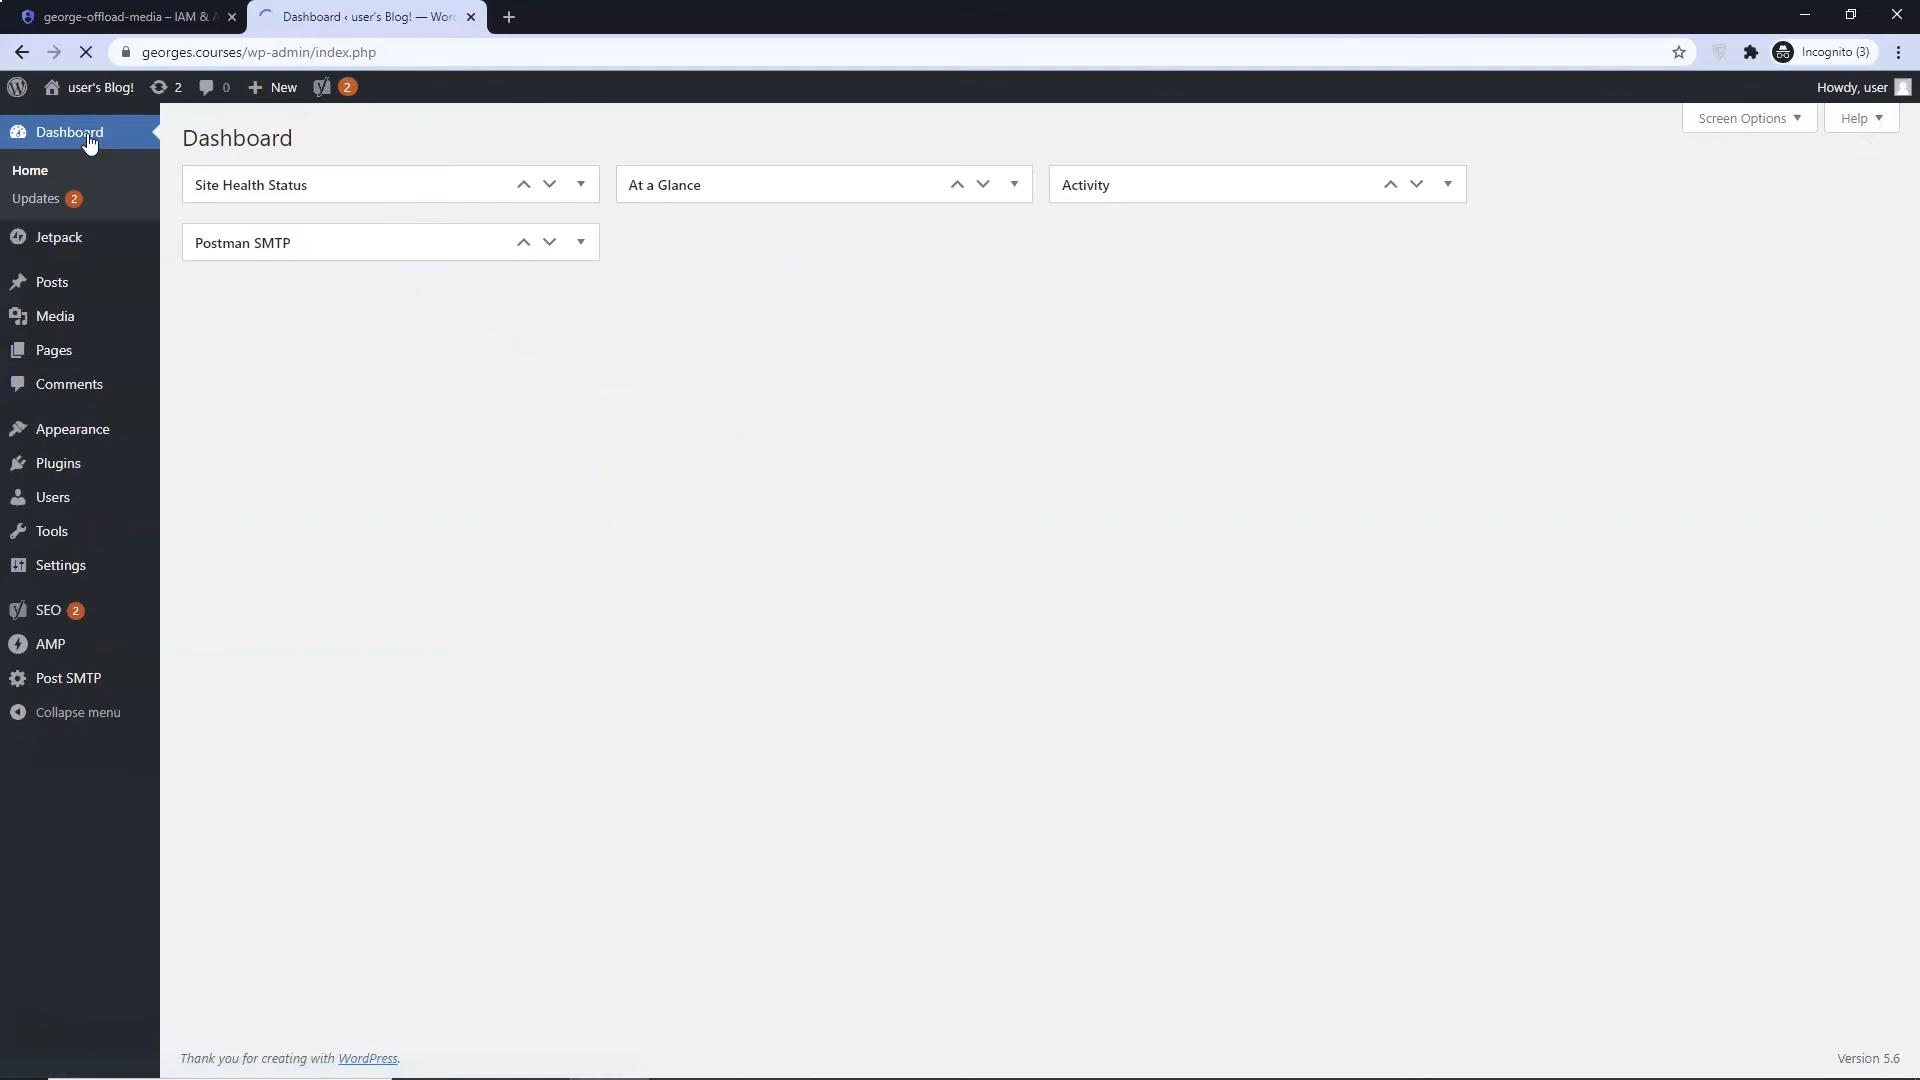 george-offload-media – IAM & A
Dashboard ‹ user's Blog! — Wor
georges.courses/wp-admin/index.php
Incognito (3)
user's Blog!
2
0
New
2
Howdy, user
Dashboard
Home
Updates 2
Jetpack
Posts
Media
Pages
Comments
Appearance
Plugins
Users
Tools
Settings
SEO 2
AMP
Post SMTP
Collapse menu
Screen Options
Help
Dashboard
Site Health Status
At a Glance
Activity
Postman SMTP
Thank you for creating with WordPress.
Version 5.6